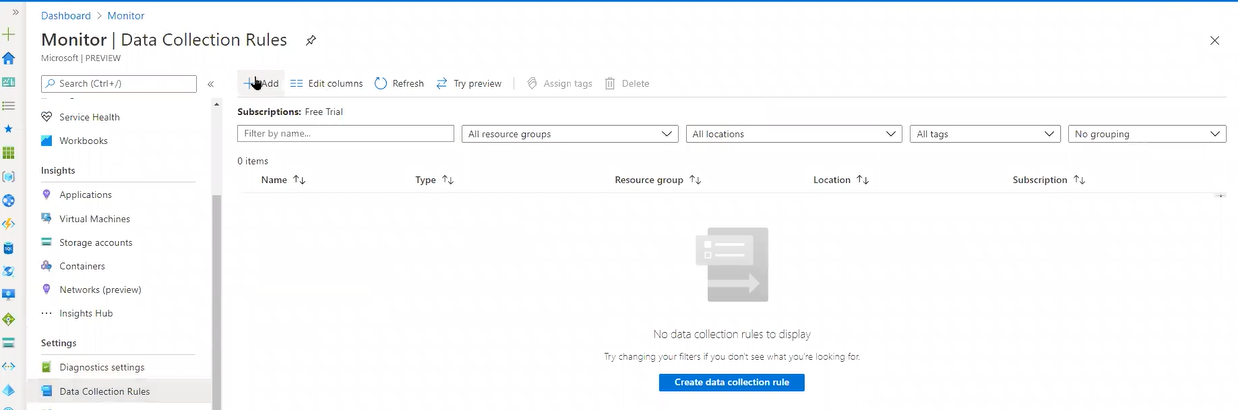 Dashboard > Monitor
Monitor | Data Collection Rules
Microsoft | PREVIEW
Search (Ctrl+/)
Add Edit columns Refresh Try preview Assign tags Delete
Service Health
Workbooks
Insights
Applications
Virtual Machines
Storage accounts
Containers
Networks (preview)
Insights Hub
Settings
Diagnostics settings
Data Collection Rules
Subscriptions: Free Trial
Filter by name... All resource groups All locations All tags No grouping
0 items
Name Type Resource group Location Subscription
No data collection rules to display
Try changing your filters if you don't see what you're looking for.
Create data collection rule